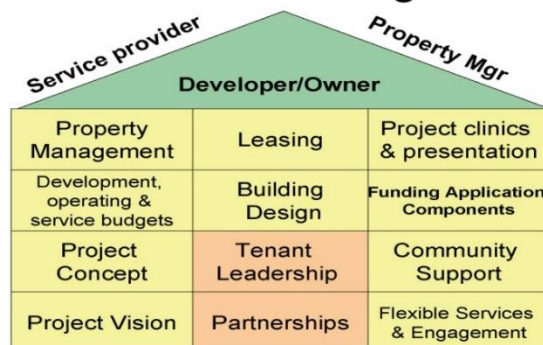 Service provider
Property Mgr
Developer/Owner
Property
Management
Leasing
Project clinics
& presentation
Development,
operating &
service budgets
Building
Design
Funding Application
Components
Project
Concept
Tenant
Leadership
Community
Support
Project Vision
Partnerships
Flexible Services
& Engagement